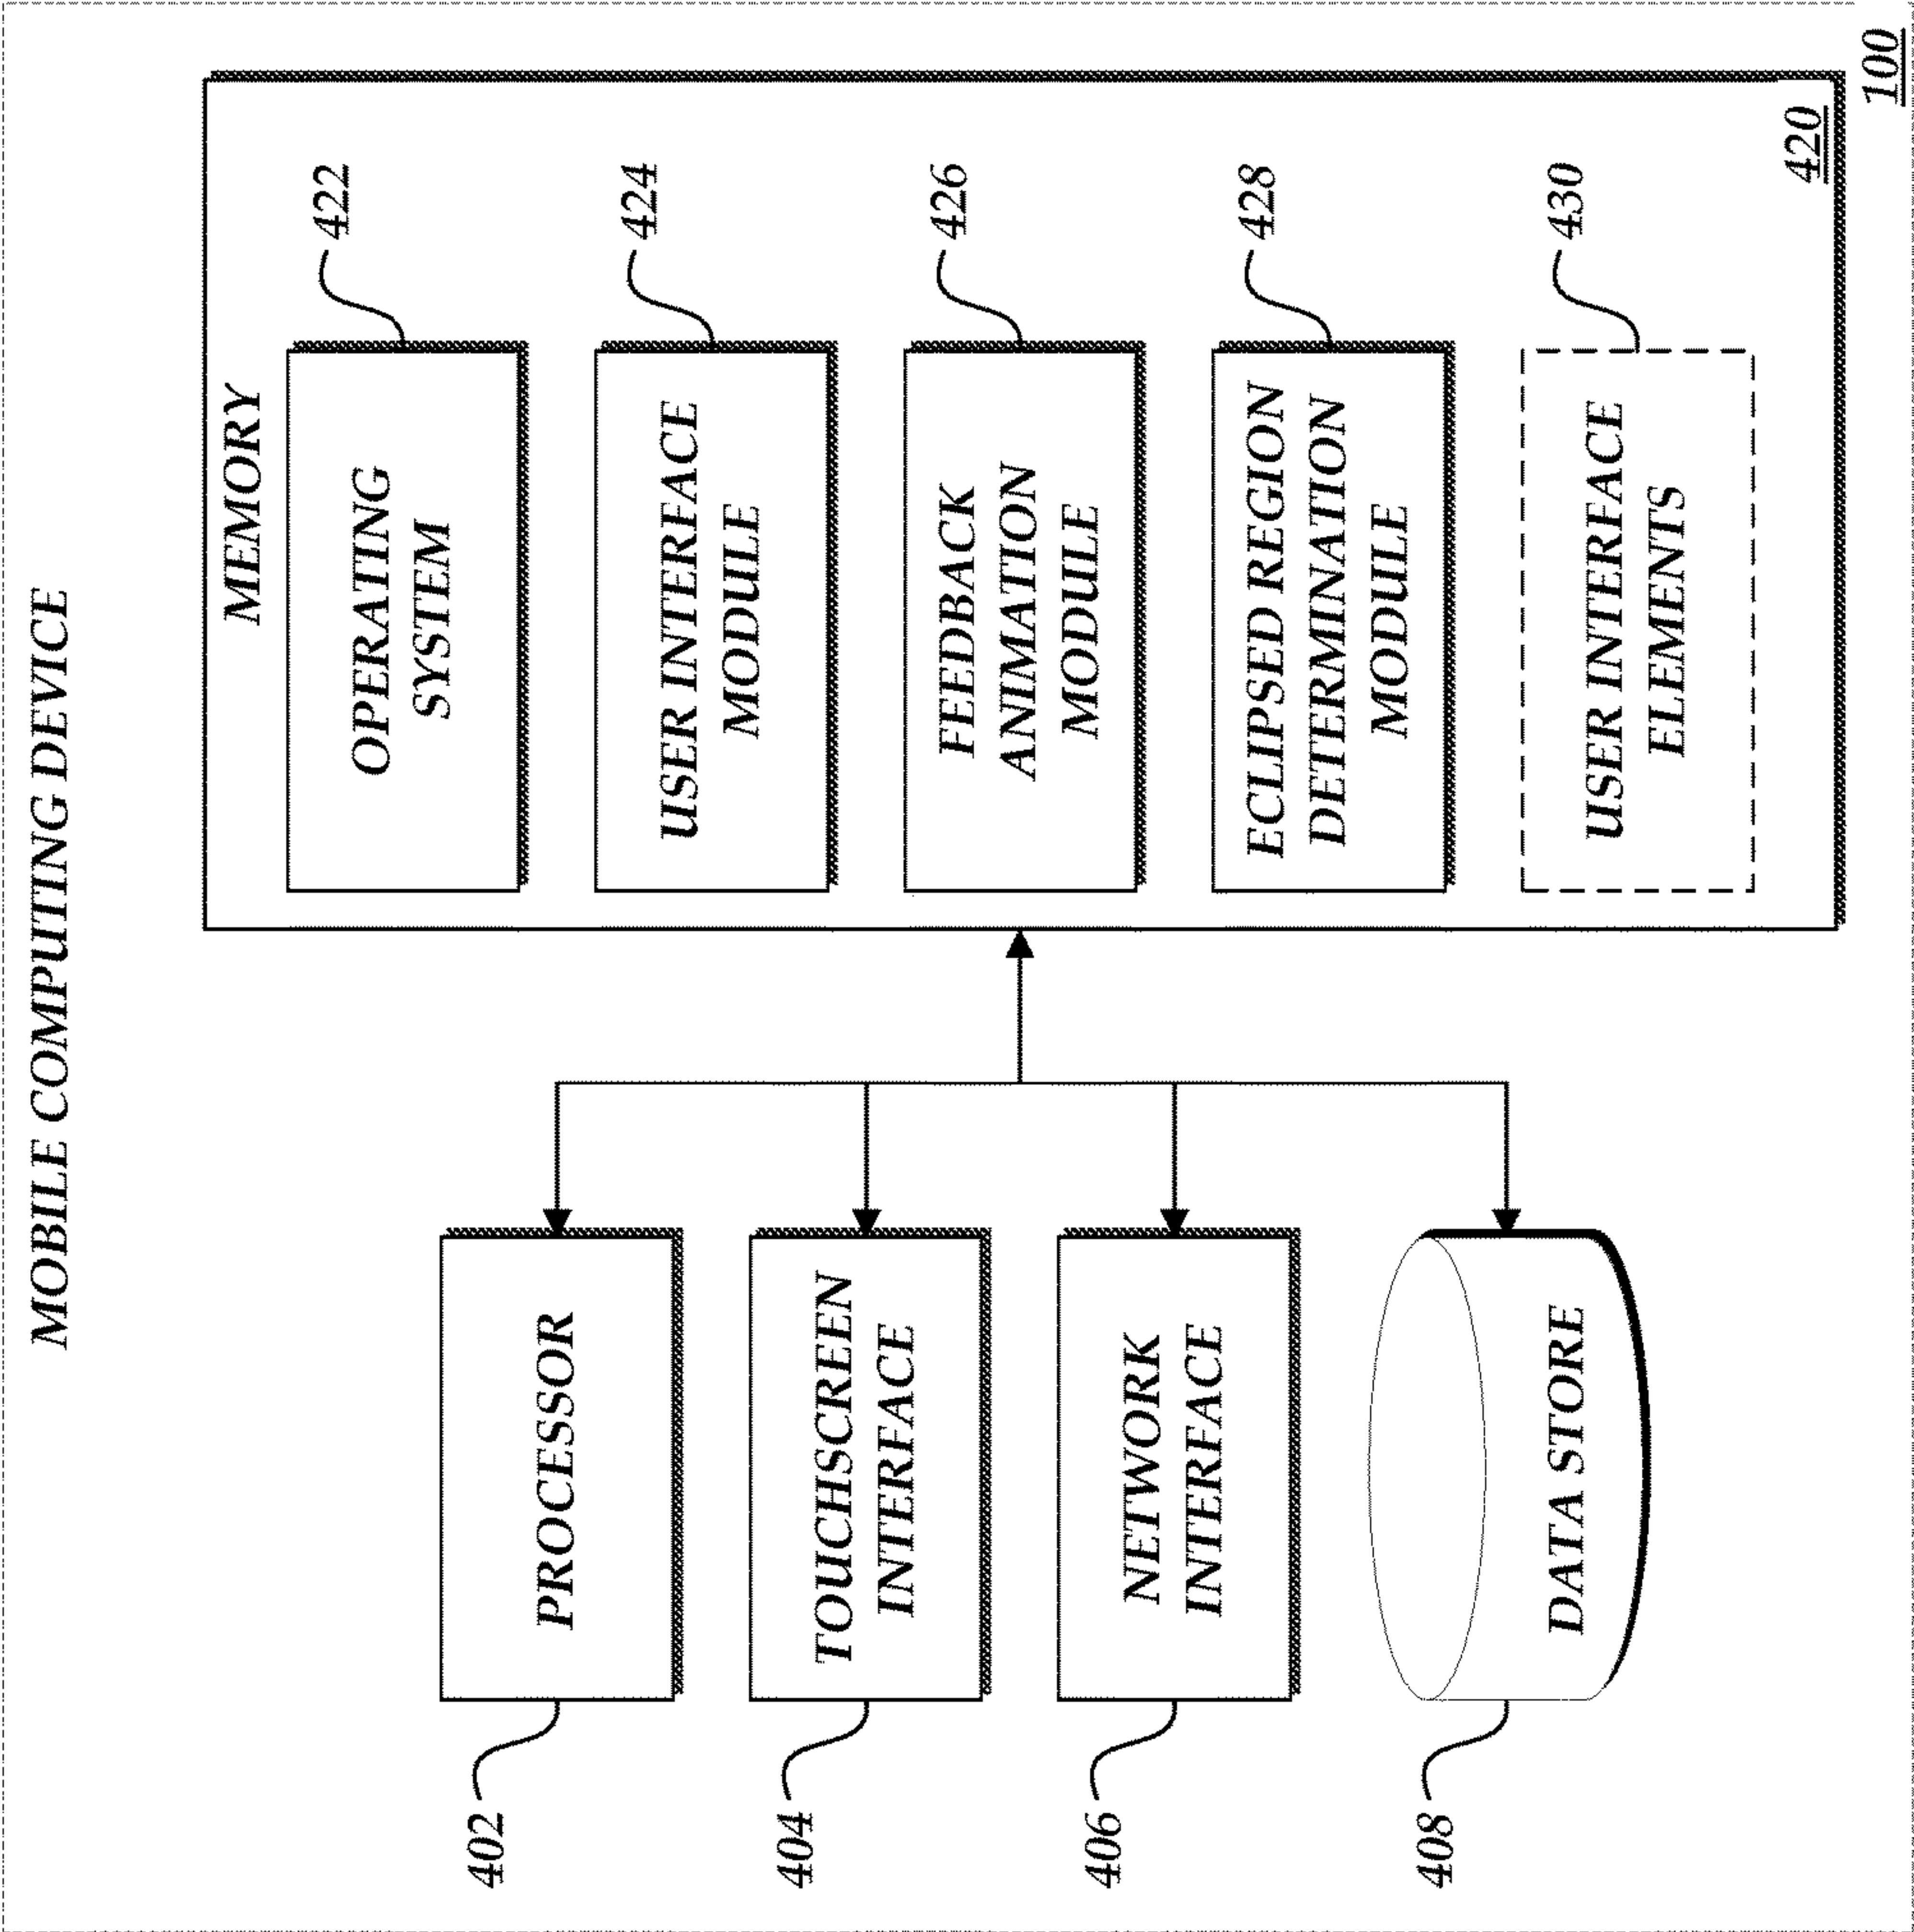 MOBILE COMPUTING DEVICE
402
PROCESSOR
404
TOUCHSCREEN
INTERFACE
406
NETWORK
INTERFACE
408
DATA STORE
MEMORY
OPERATING
SYSTEM
422
USER INTERFACE
MODULE
424
FEEDBACK
ANIMATION
MODULE
426
ECLIPSED REGION
DETERMINATION
MODULE
428
USER INTERFACE
ELEMENTS
430
420
100